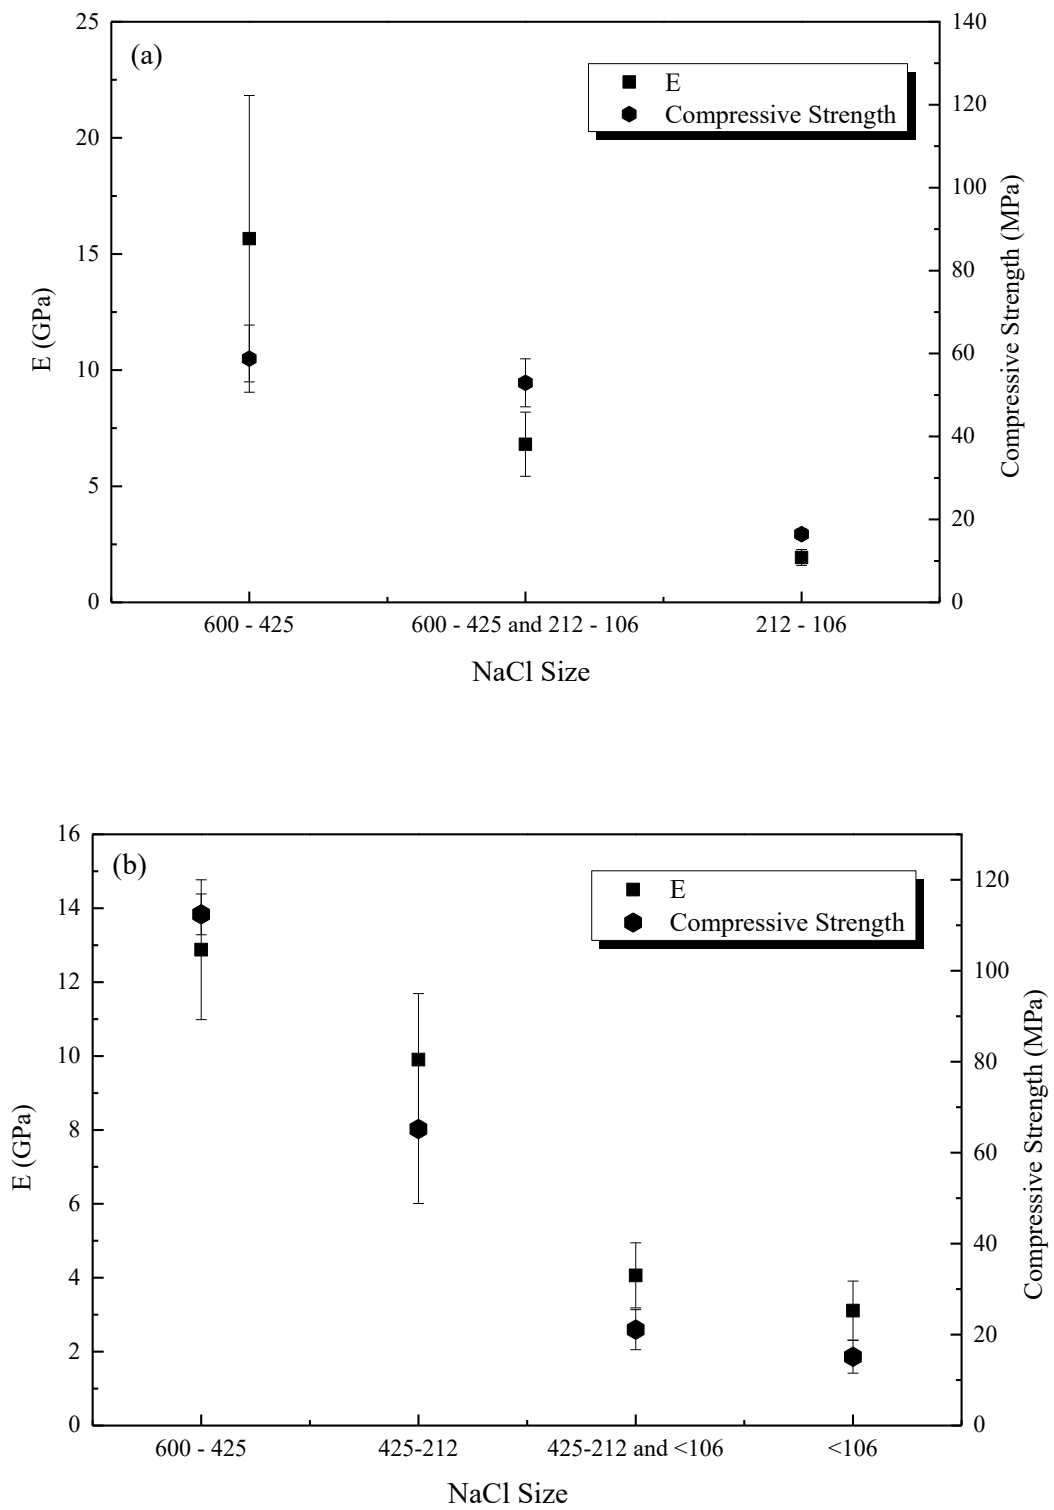 (a)
E
Compressive Strength
25
20
15
10
5
0
E (GPa)
140
120
100
80
60
40
20
0
Compressive Strength (MPa)
600 - 425
600 - 425 and 212 - 106
212 - 106
NaCl Size
(b)
E
Compressive Strength
16
14
12
10
8
6
4
2
0
E (GPa)
120
100
80
60
40
20
0
Compressive Strength (MPa)
600 - 425
425-212
425-212 and <106
<106
NaCl Size